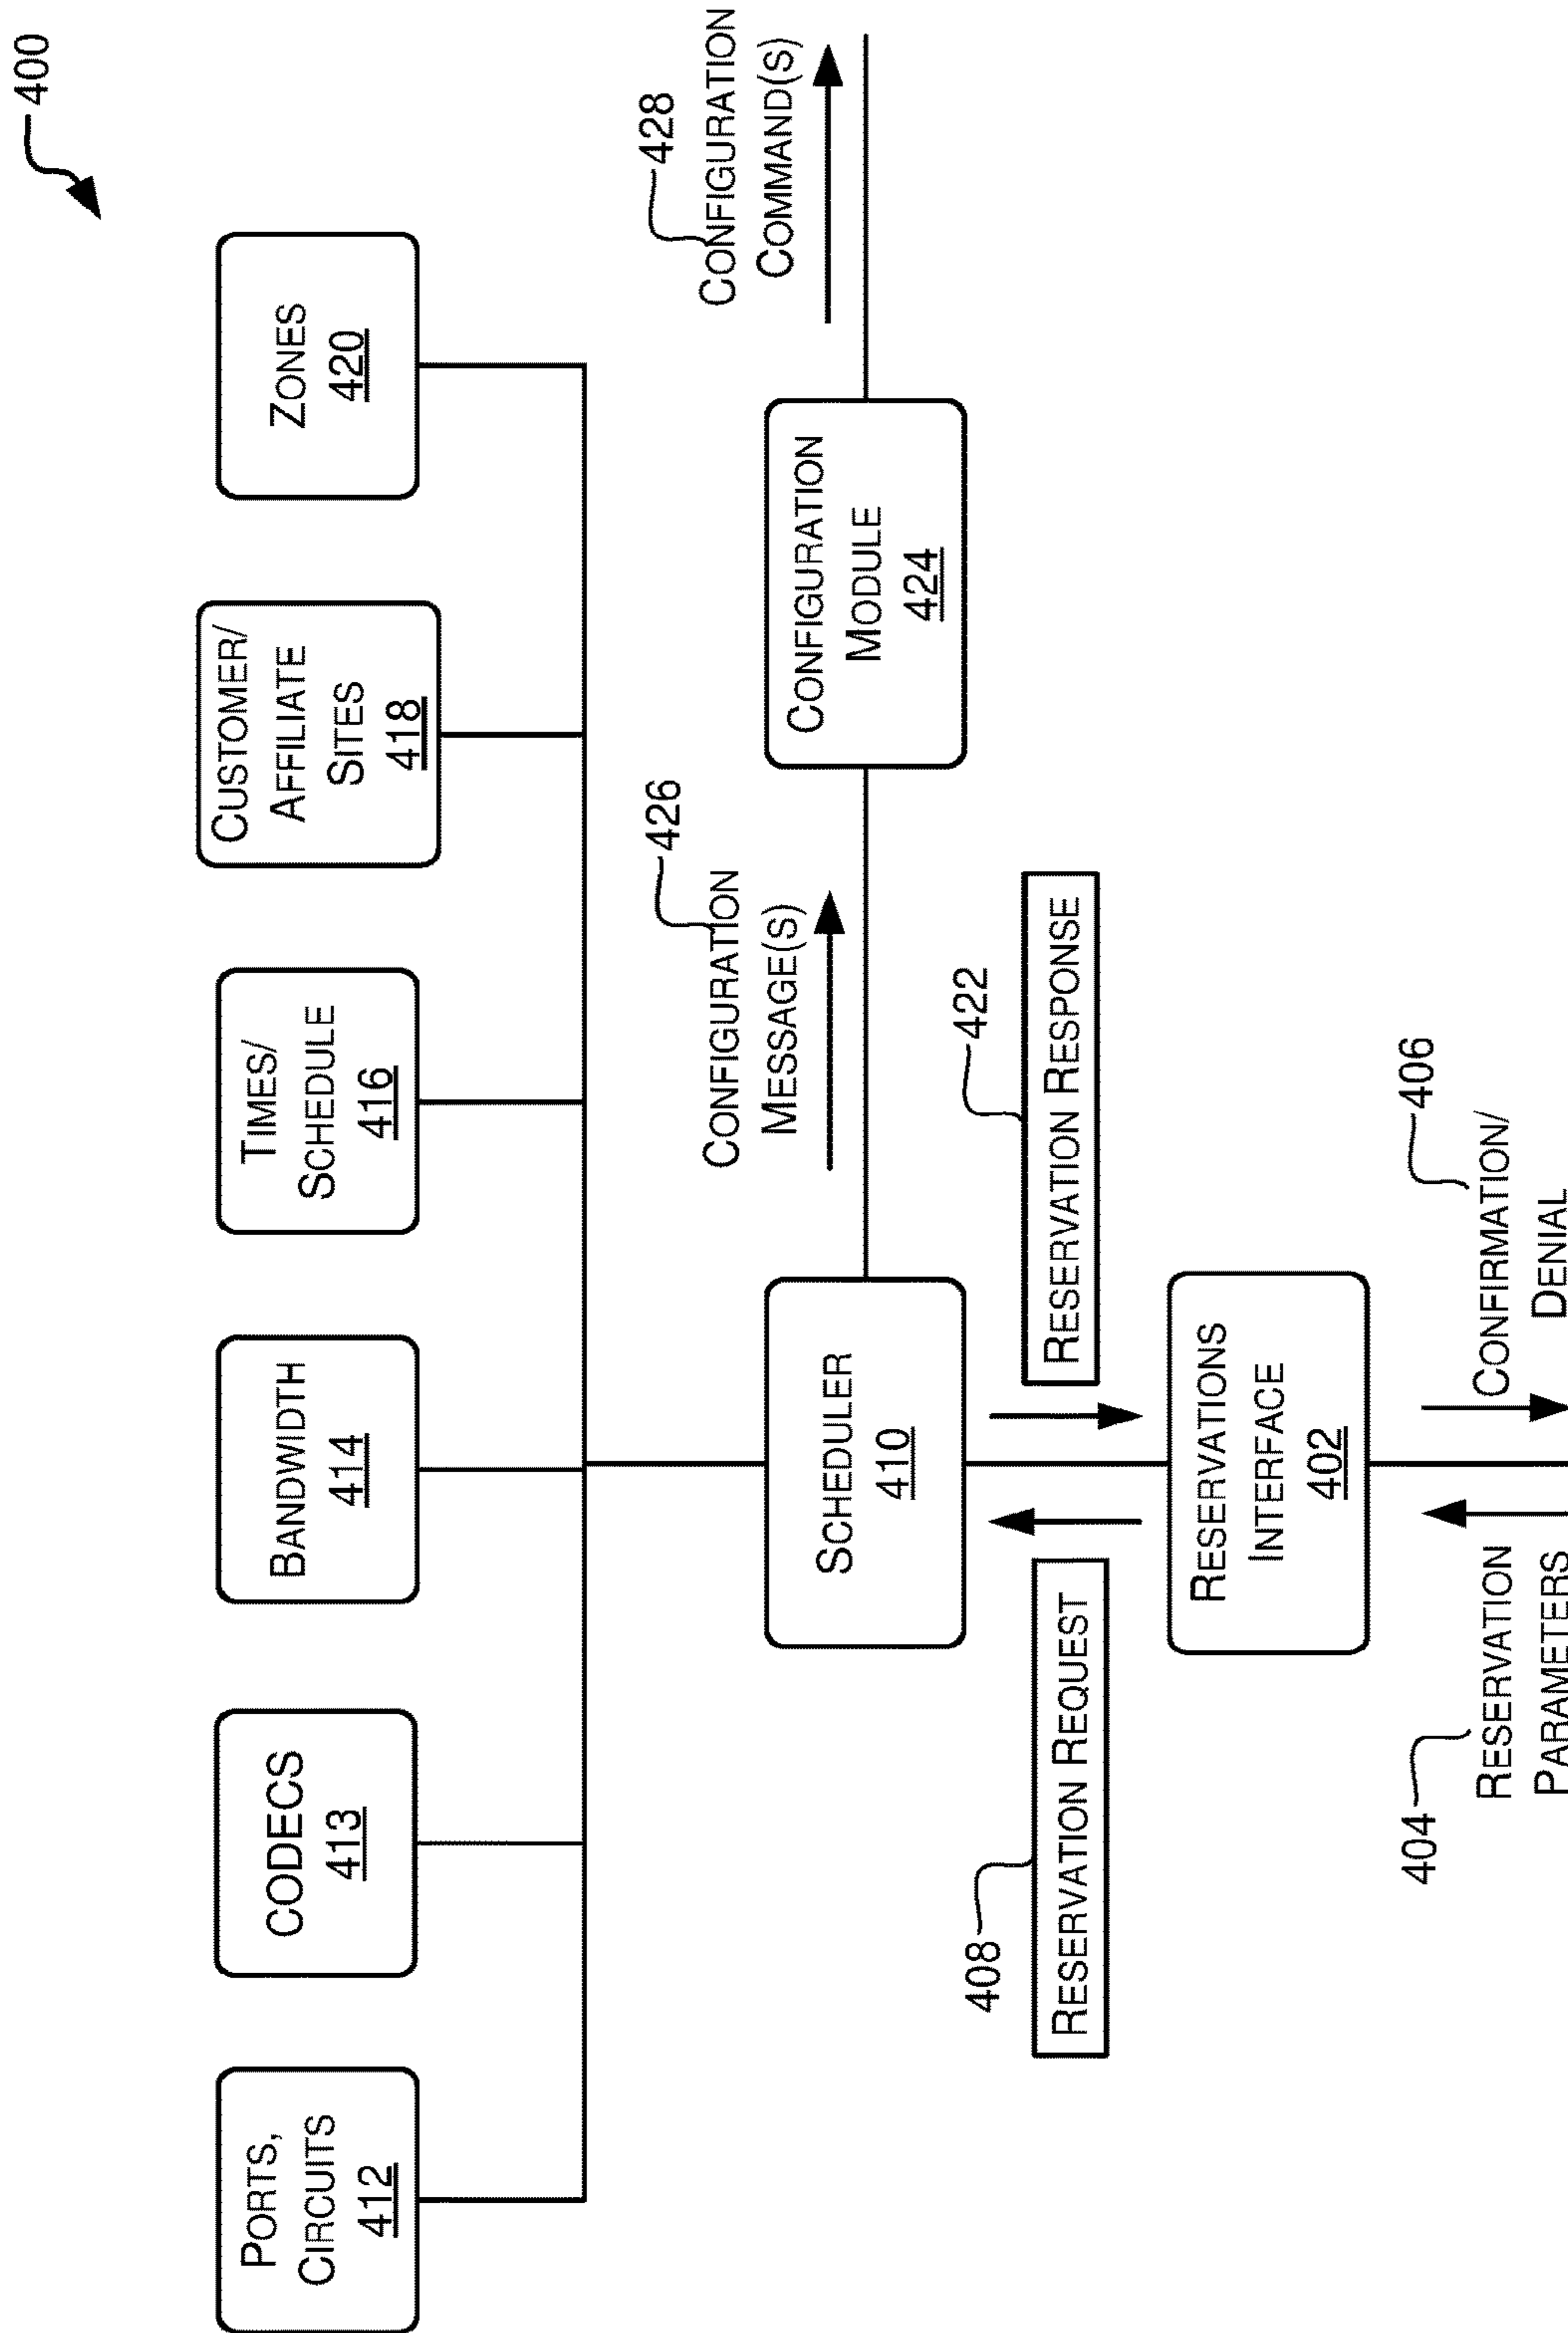 400
PORTS,
CIRCUITS
412
CODECS
413
BANDWIDTH
414
TIMES/
SCHEDULE
416
CUSTOMER/
AFFILIATE
SITES
418
ZONES
420
426
CONFIGURATION
MESSAGE(S)
428
CONFIGURATION
COMMAND(S)
SCHEDULER
410
CONFIGURATION
MODULE
424
408
RESERVATION REQUEST
422
RESERVATION RESPONSE
RESERVATIONS
INTERFACE
402
404
RESERVATION
PARAMETERS
406
CONFIRMATION/
DENIAL